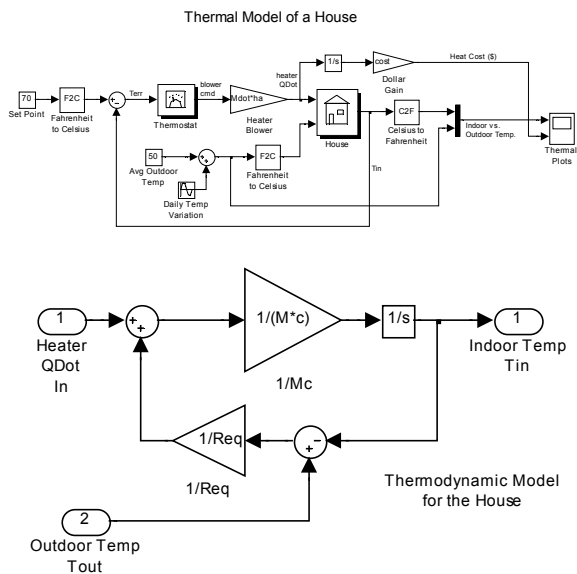 Thermal Model of a House
1/s
cost
Heat Cost ($)
heater
QDot
Dollar
Gain
70
Set Point
F2C
Fahrenheit
to Celsius
Terr
Thermostat
blower
cmd
Mdot*ha
Heater
Blower
House
C2F
Celsius to
Fahrenheit
Indoor vs.
Outdoor Temp.
Thermal
Plots
50
Avg Outdoor
Temp
F2C
Fahrenheit
to Celsius
Tin
Daily Temp
Variation
1
Heater
QDot
In
1/(M*c)
1/Mc
1/s
1
Indoor Temp
Tin
1/Req
1/Req
Thermodynamic Model
for the House
2
Outdoor Temp
Tout